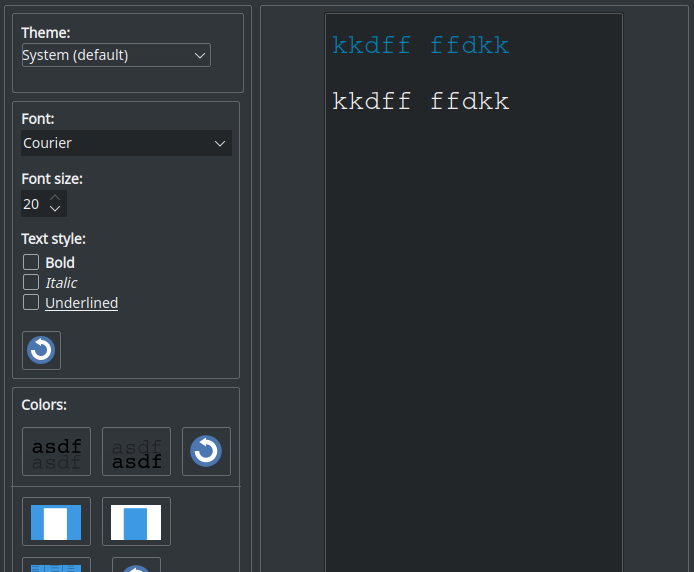 Theme:
System (default)
Font:
Courier
Font size:
20
Text style:
Bold
Italic
Underlined
Colors:
asdf
asdf
asdf
asdf
kkdff ffdkk
kkdff ffdkk